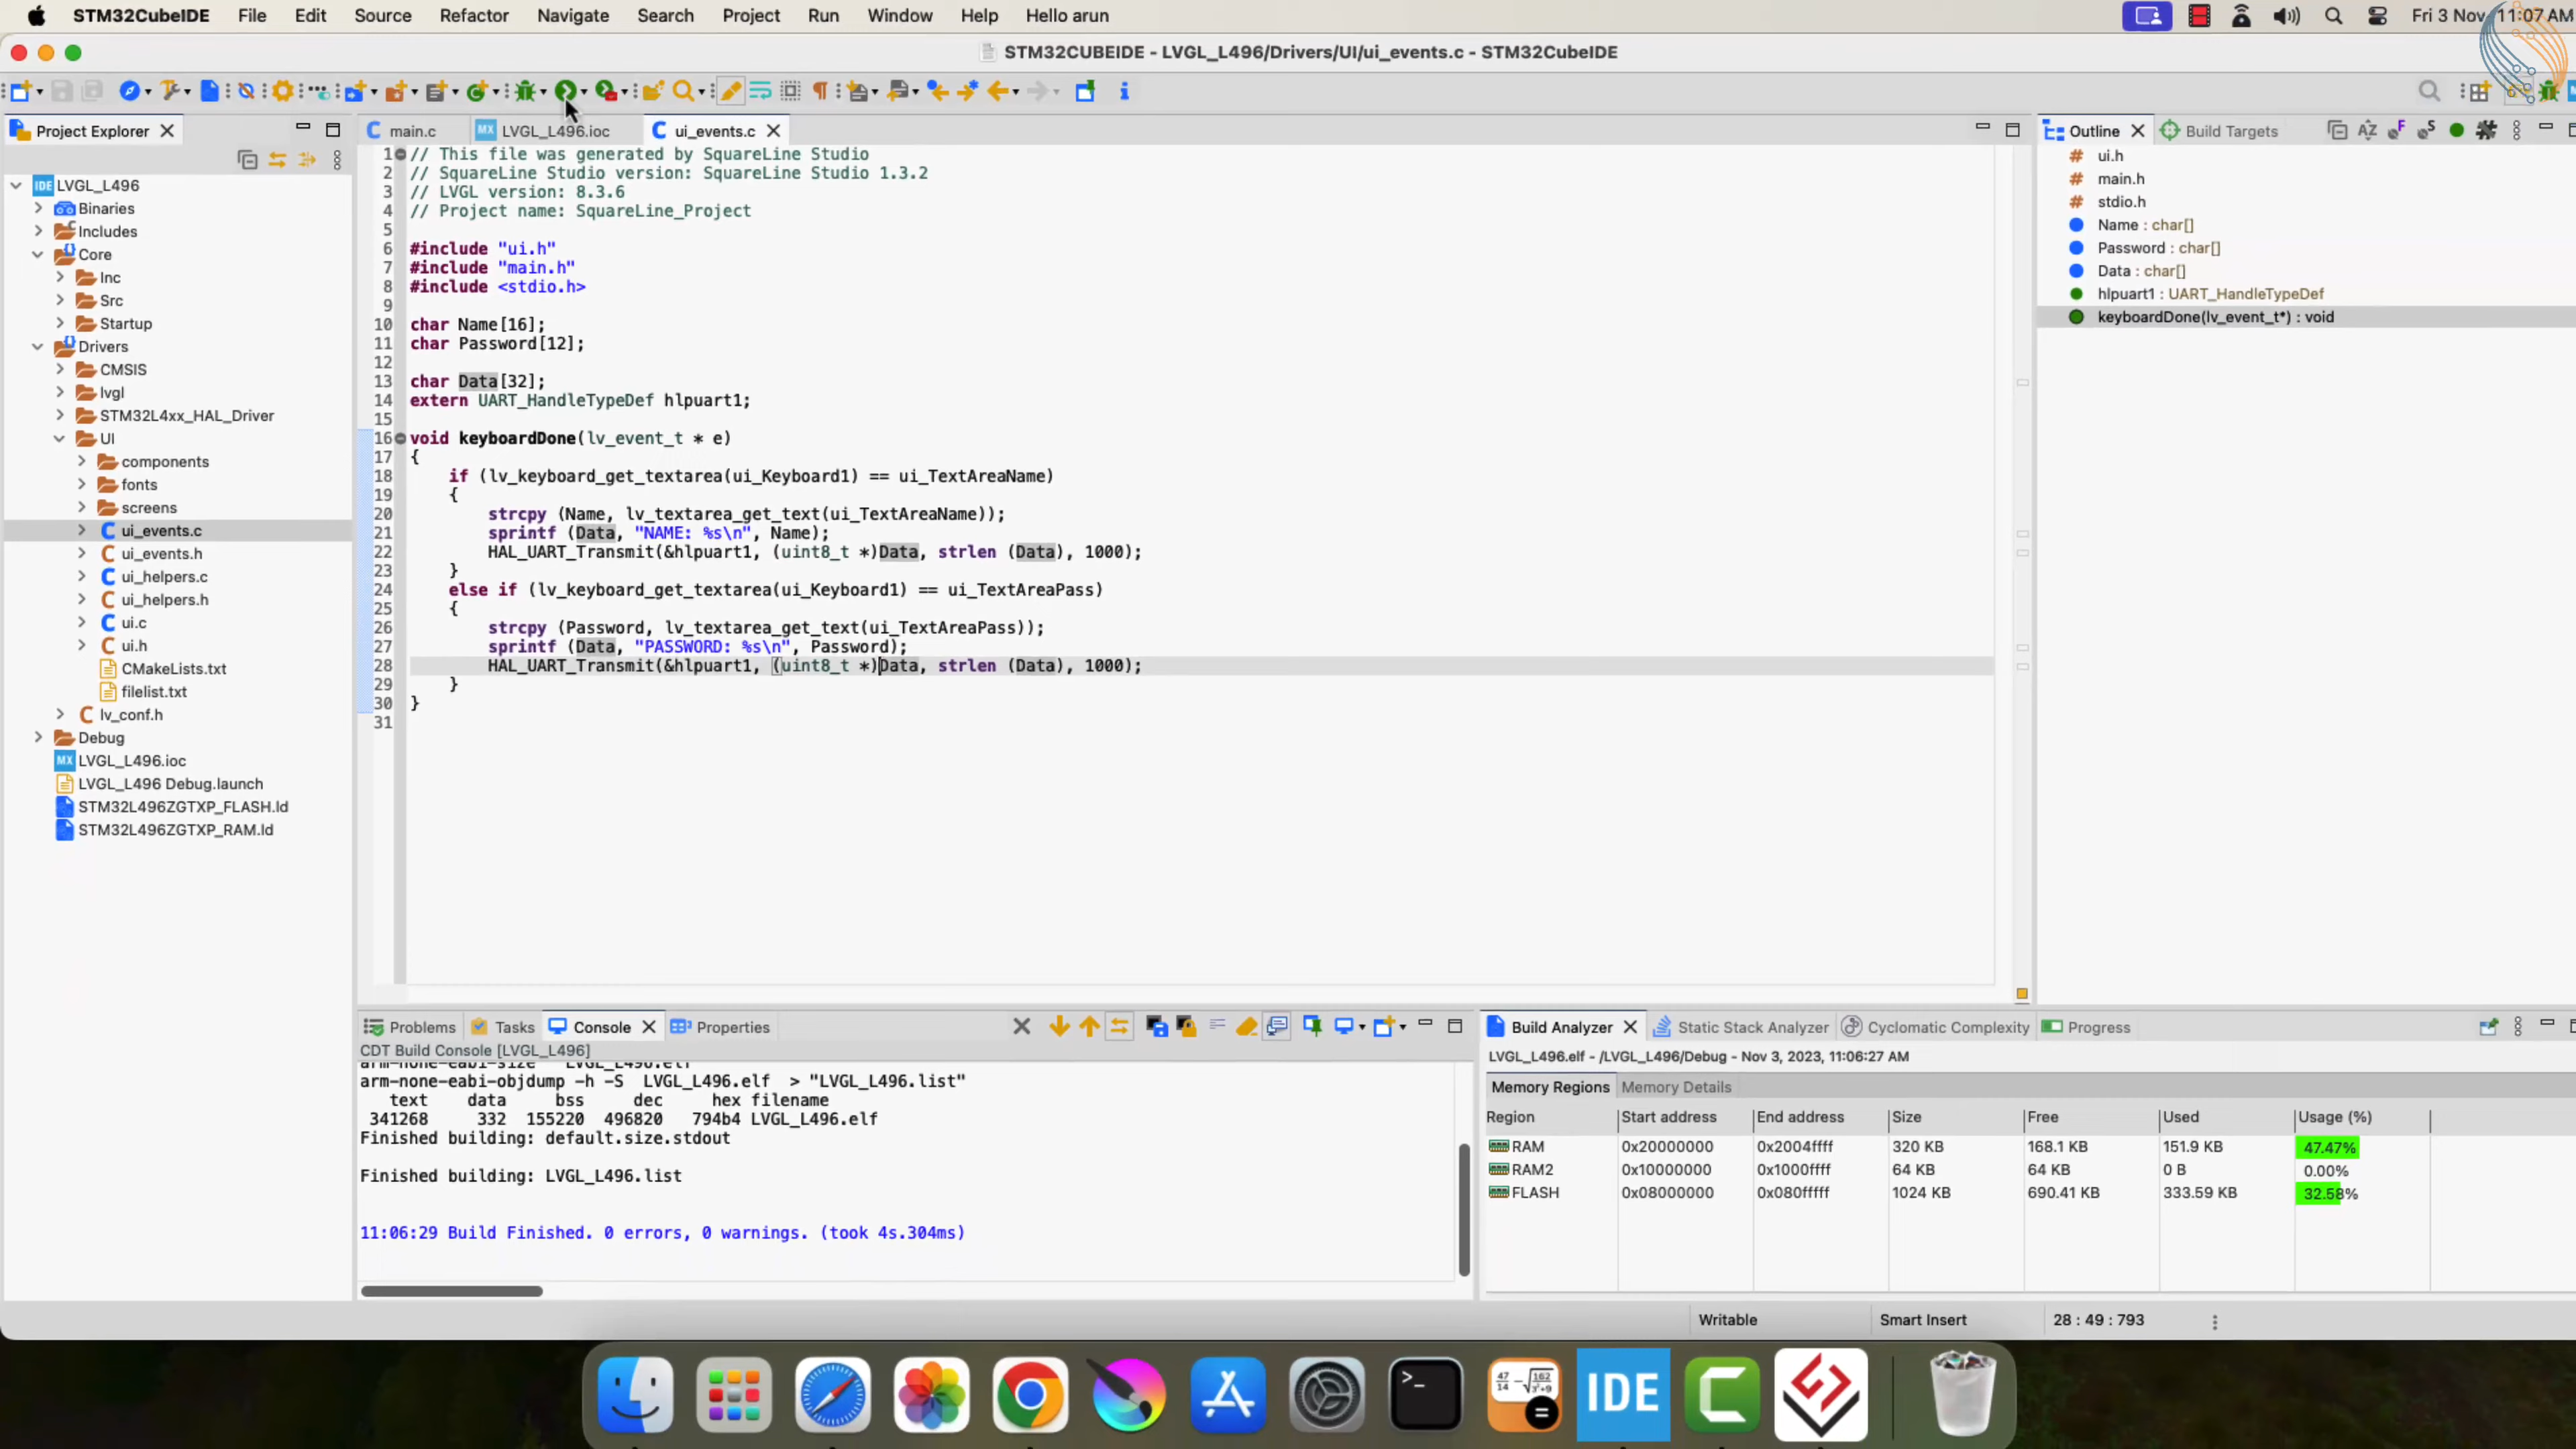 STM32CubeIDE File Edit Source Refactor Navigate Search Project Run Window Help Hello arun Fri 3 Nov 11:07 AM
STM32CUBEIDE - LVGL_L496/Drivers/UI/ui_events.c - STM32CubeIDE
Project Explorer
LVGL_L496
Binaries
Includes
Core
Inc
Src
Startup
Drivers
CMSIS
lvgl
STM32L4xx_HAL_Driver
UI
components
fonts
screens
ui_events.c
ui_events.h
ui_helpers.c
ui_helpers.h
ui.c
ui.h
CMakeLists.txt
filelist.txt
lv_conf.h
Debug
LVGL_L496.ioc
LVGL_L496 Debug.launch
STM32L496ZGTXP_FLASH.ld
STM32L496ZGTXP_RAM.ld
main.c LVGL_L496.ioc ui_events.c
1 // This file was generated by SquareLine Studio
2 // SquareLine Studio version: SquareLine Studio 1.3.2
3 // LVGL version: 8.3.6
4 // Project name: SquareLine_Project
5
6 #include "ui.h"
7 #include "main.h"
8 #include <stdio.h>
9
10 char Name[16];
11 char Password[12];
12
13 char Data[32];
14 extern UART_HandleTypeDef hlpuart1;
15
16 void keyboardDone(lv_event_t * e)
17 {
18 if (lv_keyboard_get_textarea(ui_Keyboard1) == ui_TextAreaName)
19 {
20 strcpy (Name, lv_textarea_get_text(ui_TextAreaName));
21 sprintf (Data, "NAME: %s\n", Name);
22 HAL_UART_Transmit(&hlpuart1, (uint8_t *)Data, strlen (Data), 1000);
23 }
24 else if (lv_keyboard_get_textarea(ui_Keyboard1) == ui_TextAreaPass)
25 {
26 strcpy (Password, lv_textarea_get_text(ui_TextAreaPass));
27 sprintf (Data, "PASSWORD: %s\n", Password);
28 HAL_UART_Transmit(&hlpuart1, (uint8_t *)Data, strlen (Data), 1000);
29 }
30 }
31
Outline Build Targets
ui.h
main.h
stdio.h
Name : char[]
Password : char[]
Data : char[]
hlpuart1 : UART_HandleTypeDef
keyboardDone(lv_event_t*) : void
Problems Tasks Console Properties
CDT Build Console [LVGL_L496]
arm-none-eabi-size LVGL_L496.elf
arm-none-eabi-objdump -h -S LVGL_L496.elf > "LVGL_L496.list"
text data bss dec hex filename
341268 332 155220 496820 794b4 LVGL_L496.elf
Finished building: default.size.stdout
Finished building: LVGL_L496.list
11:06:29 Build Finished. 0 errors, 0 warnings. (took 4s.304ms)
Build Analyzer Static Stack Analyzer Cyclomatic Complexity Progress
LVGL_L496.elf - /LVGL_L496/Debug - Nov 3, 2023, 11:06:27 AM
Memory Regions Memory Details
Region Start address End address Size Free Used Usage (%)
RAM 0x20000000 0x2004ffff 320 KB 168.1 KB 151.9 KB 47.47%
RAM2 0x10000000 0x1000ffff 64 KB 64 KB 0 B 0.00%
FLASH 0x08000000 0x080fffff 1024 KB 690.41 KB 333.59 KB 32.58%
Writable Smart Insert 28 : 49 : 793
IDE